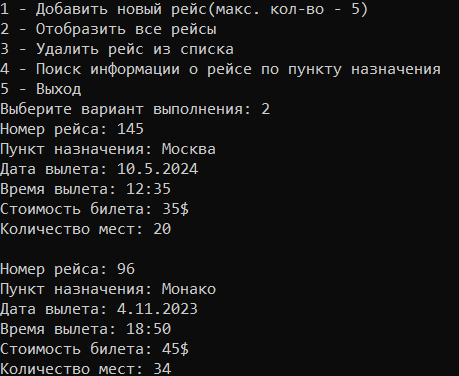 1 - Добавить новый рейс(макс. кол-во - 5)
2 - Отобразить все рейсы
3 - Удалить рейс из списка
4 - Поиск информации о рейсе по пункту назначения
5 - Выход
Выберите вариант выполнения: 2
Номер рейса: 145
Пункт назначения: Москва
Дата вылета: 10.5.2024
Время вылета: 12:35
Стоимость билета: 35$
Количество мест: 20
Номер рейса: 96
Пункт назначения: Монако
Дата вылета: 4.11.2023
Время вылета: 18:50
Стоимость билета: 45$
Количество мест: 34